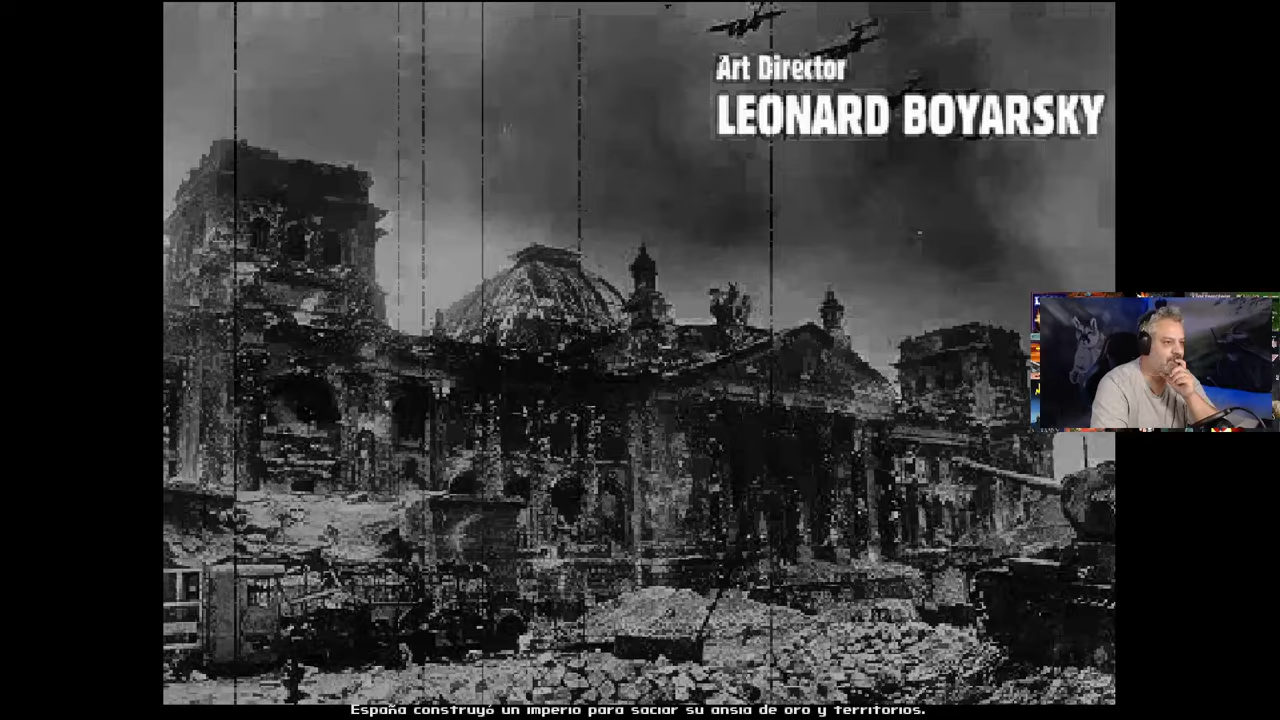 Art Director
LEONARD BOYARSKY
España construyó un imperio para saciar su ansia de oro y territorios.